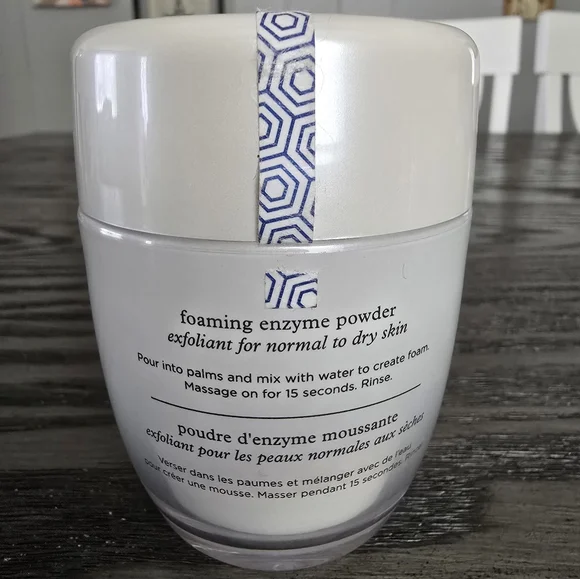 foaming enzyme powder
exfoliant for normal to dry skin
Pour into palms and mix with water to create foam.
Massage on for 15 seconds. Rinse.
poudre d'enzyme moussante
exfoliant pour les peaux normales aux sèches
Verser dans les paumes et mélanger avec de l'eau
pour créer une mousse. Masser pendant 15 secondes.